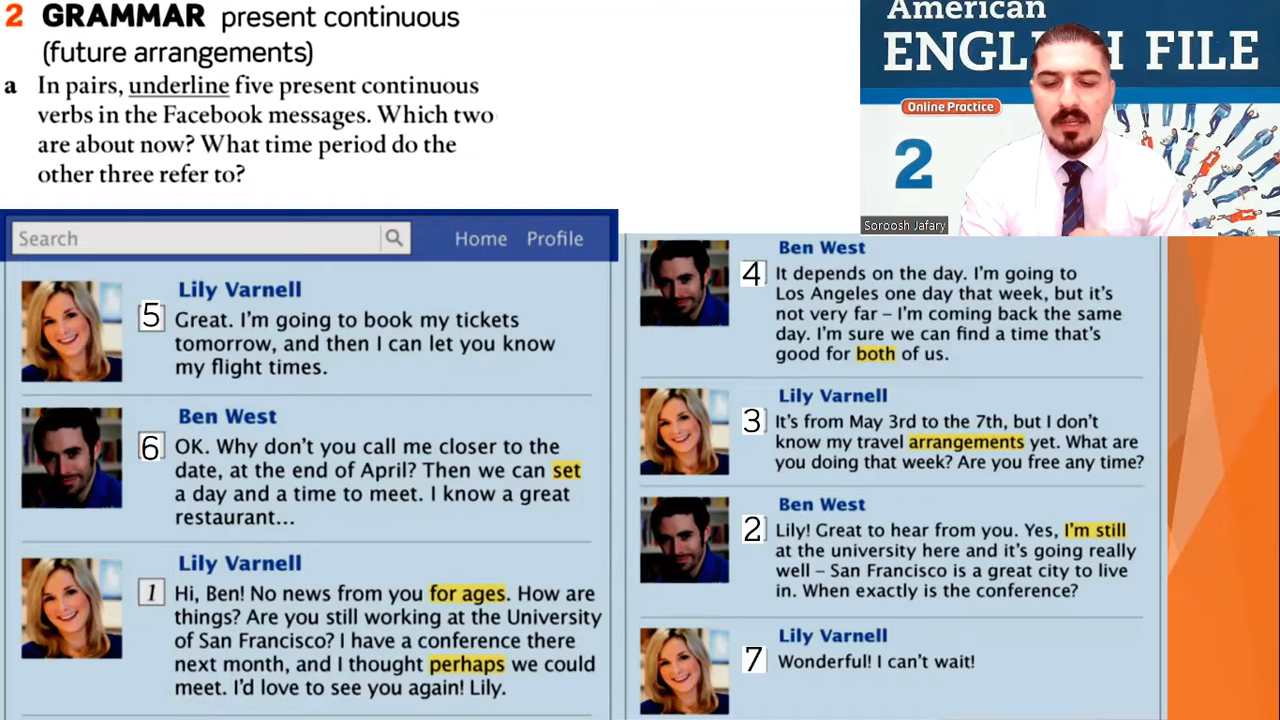 2 GRAMMAR present continuous
(future arrangements)
a In pairs, underline five present continuous
verbs in the Facebook messages. Which two
are about now? What time period do the
other three refer to?
American
ENGLISH FILE
Online Practice
2
Soroosh Jafary
Search
Home Profile
Lily Varnell
5 Great. I'm going to book my tickets
tomorrow, and then I can let you know
my flight times.
Ben West
6 OK. Why don't you call me closer to the
date, at the end of April? Then we can set
a day and a time to meet. I know a great
restaurant...
Lily Varnell
1 Hi, Ben! No news from you for ages. How are
things? Are you still working at the University
of San Francisco? I have a conference there
next month, and I thought perhaps we could
meet. I'd love to see you again! Lily.
Ben West
4 It depends on the day. I'm going to
Los Angeles one day that week, but it's
not very far – I'm coming back the same
day. I'm sure we can find a time that's
good for both of us.
Lily Varnell
3 It's from May 3rd to the 7th, but I don't
know my travel arrangements yet. What are
you doing that week? Are you free any time?
Ben West
2 Lily! Great to hear from you. Yes, I'm still
at the university here and it's going really
well – San Francisco is a great city to live
in. When exactly is the conference?
Lily Varnell
7 Wonderful! I can't wait!